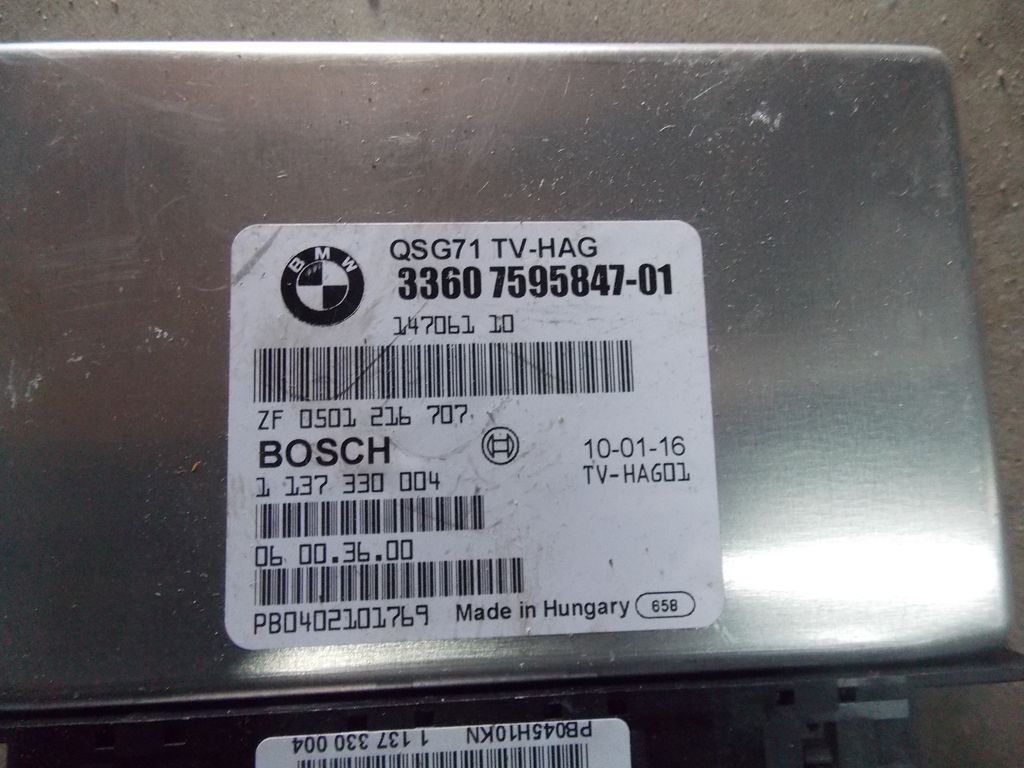 BMW
QSG71 TV-HAG
3360 7595847-01
147061 10
ZF 0501 216 707
BOSCH
10-01-16
1 137 330 004
TV-HAG01
06 00.36.00
PB0402101769
Made in Hungary 658
PB045H10KN 1 137 330 004